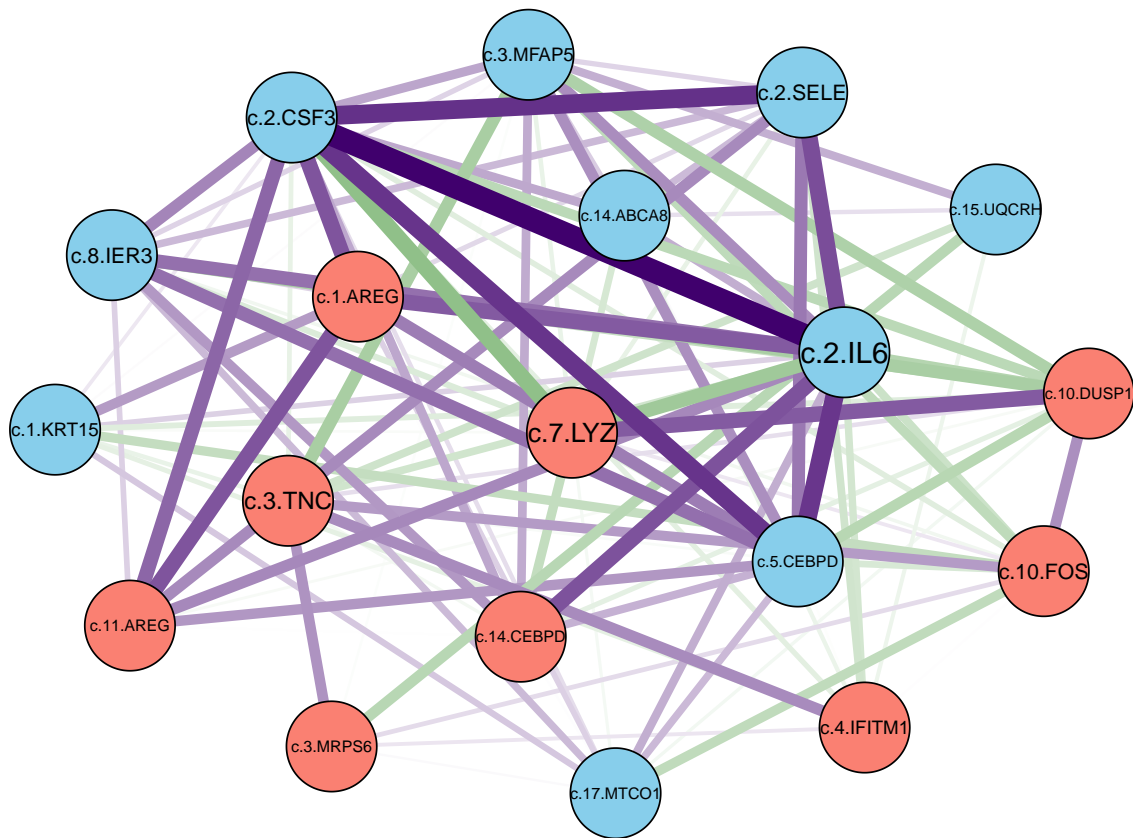 c.3.MFAP5
c.2.SELE
c.2.CSF3
c.14.ABCA8
c.15.UQCRH
c.8.IER3
c.1.AREG
c.2.IL6
c.10.DUSP1
c.1.KRT15
c.7.LYZ
c.3.TNC
c.5.CEBPD
c.10.FOS
c.11.AREG
c.14.CEBPD
c.4.IFITM1
c.3.MRPS6
c.17.MTCO1